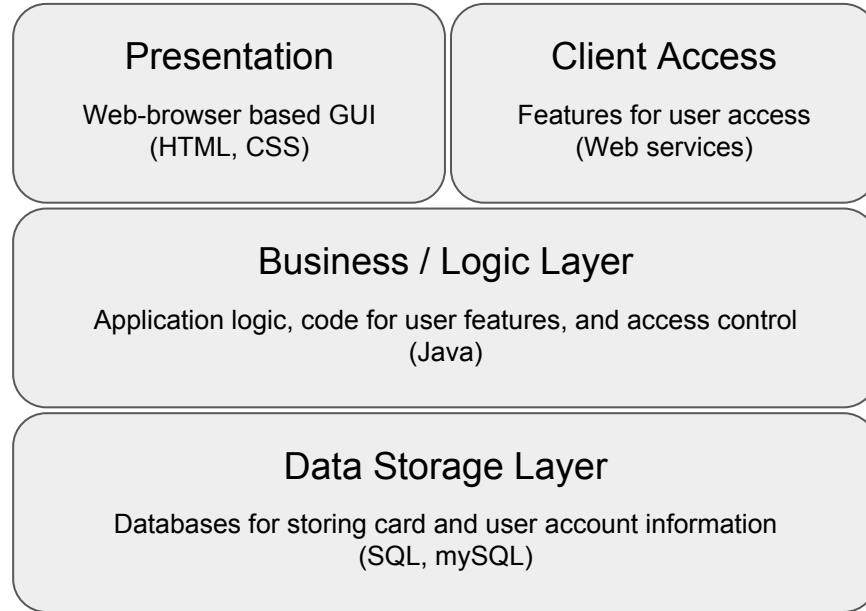 Presentation
Web-browser based GUI
(HTML, CSS)
Client Access
Features for user access
(Web services)
Business / Logic Layer
Application logic, code for user features, and access control
(Java)
Data Storage Layer
Databases for storing card and user account information
(SQL, mySQL)